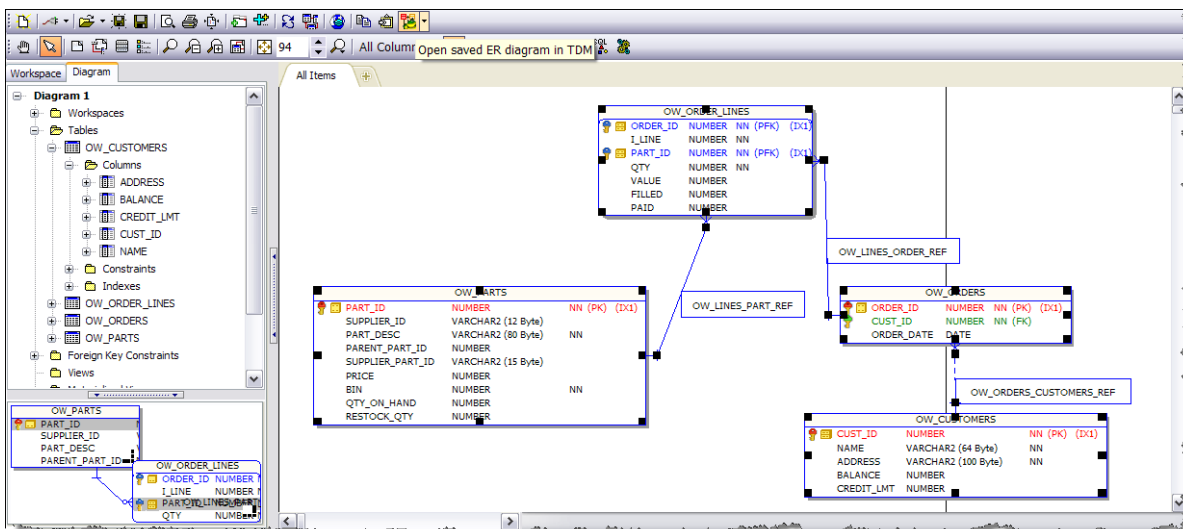 94
All Colum
Open saved ER diagram in TDM
Workspace Diagram
All Items
Diagram 1
Workspaces
Tables
OW_CUSTOMERS
Columns
ADDRESS
BALANCE
CREDIT_LMT
CUST_ID
NAME
Constraints
Indexes
OW_ORDER_LINES
OW_ORDERS
OW_PARTS
Foreign Key Constraints
Views
OW_PARTS
PART_ID
SUPPLIER_ID
PART_DESC
PARENT_PART_ID
OW_ORDER_LINES
ORDER_ID NUMBER
I_LINE NUMBER
QTY
OW_ORDER_LINES
ORDER_ID NUMBER NN (PFK) (IX1)
I_LINE NUMBER NN
PART_ID NUMBER NN (PFK) (IX1)
QTY NUMBER NN
VALUE NUMBER
FILLED NUMBER
PAID NUMBER
OW_LINES_ORDER_REF
OW_PARTS
PART_ID NUMBER NN (PK) (IX1)
SUPPLIER_ID VARCHAR2 (12 Byte)
PART_DESC VARCHAR2 (80 Byte) NN
PARENT_PART_ID NUMBER
SUPPLIER_PART_ID VARCHAR2 (15 Byte)
PRICE NUMBER
BIN NUMBER NN
QTY_ON_HAND NUMBER
RESTOCK_QTY NUMBER
OW_LINES_PART_REF
OW_ORDERS
ORDER_ID NUMBER NN (PK) (IX1)
CUST_ID NUMBER NN (FK)
ORDER_DATE DATE
OW_ORDERS_CUSTOMERS_REF
OW_CUSTOMERS
CUST_ID NUMBER NN (PK) (IX1)
NAME VARCHAR2 (64 Byte) NN
ADDRESS VARCHAR2 (100 Byte) NN
BALANCE NUMBER
CREDIT_LMT NUMBER